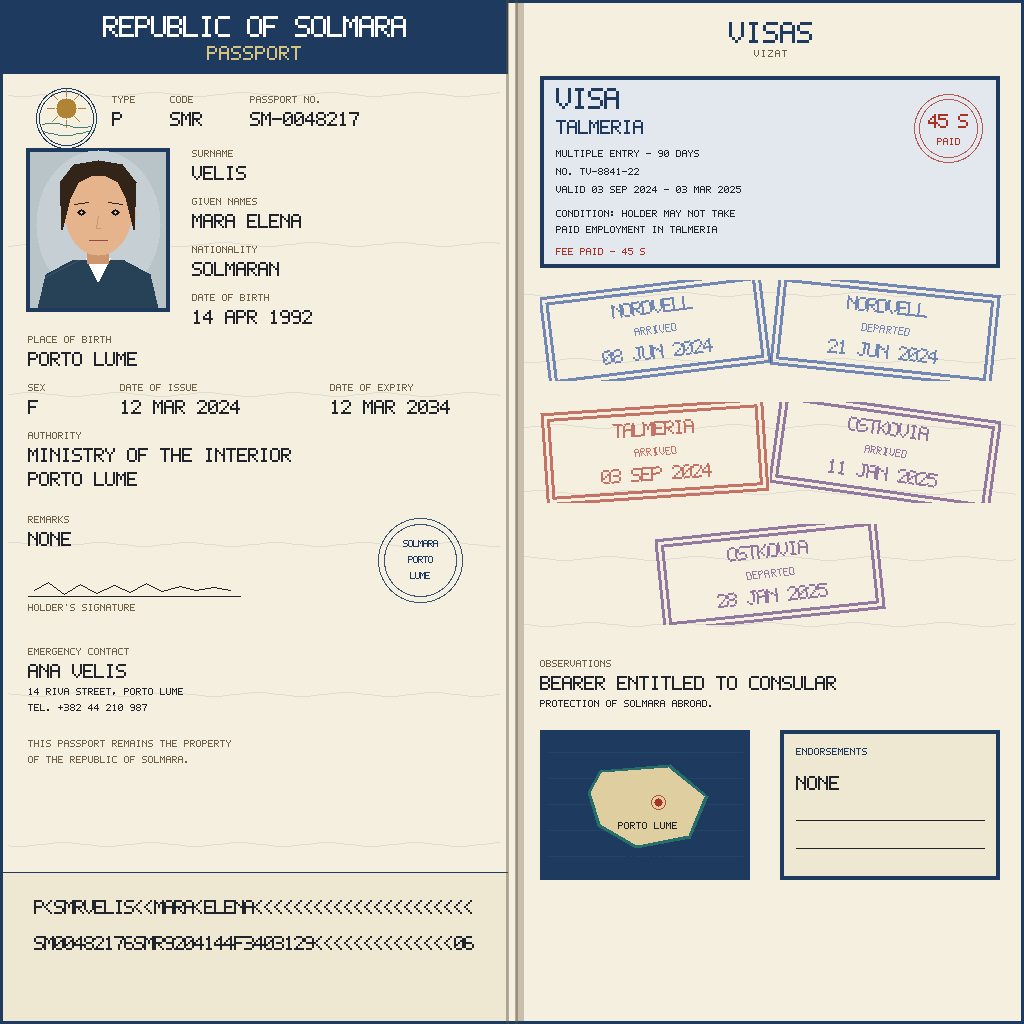 REPUBLIC OF SOLMARA
PASSPORT
TYPE CODE PASSPORT NO.
P SMR SM-0048217
SURNAME
VELIS
GIVEN NAMES
MARA ELENA
NATIONALITY
SOLMARAN
DATE OF BIRTH
14 APR 1992
PLACE OF BIRTH
PORTO LUME
SEX DATE OF ISSUE DATE OF EXPIRY
F 12 MAR 2024 12 MAR 2034
AUTHORITY
MINISTRY OF THE INTERIOR
PORTO LUME
REMARKS
NONE
SOLMARA
PORTO
LUME
HOLDER'S SIGNATURE
EMERGENCY CONTACT
ANA VELIS
14 RIVA STREET, PORTO LUME
TEL. +382 44 210 987
THIS PASSPORT REMAINS THE PROPERTY
OF THE REPUBLIC OF SOLMARA.
P<SMRVELIS<<MARA<ELENA<<<<<<<<<<<<<<<<<<<<<<
SM00482176SMR9204144F3403129<<<<<<<<<<<<<<06
VISAS
VIZAT
VISA
TALMERIA
MULTIPLE ENTRY - 90 DAYS
NO. TV-8841-22
VALID 03 SEP 2024 - 03 MAR 2025
CONDITION: HOLDER MAY NOT TAKE
PAID EMPLOYMENT IN TALMERIA
FEE PAID - 45 S
45 S
PAID
NORDVELL
ARRIVED
08 JUN 2024
NORDVELL
DEPARTED
21 JUN 2024
TALMERIA
ARRIVED
03 SEP 2024
OSTKOVIA
ARRIVED
11 JAN 2025
OSTKOVIA
DEPARTED
28 JAN 2025
OBSERVATIONS
BEARER ENTITLED TO CONSULAR
PROTECTION OF SOLMARA ABROAD.
PORTO LUME
ENDORSEMENTS
NONE